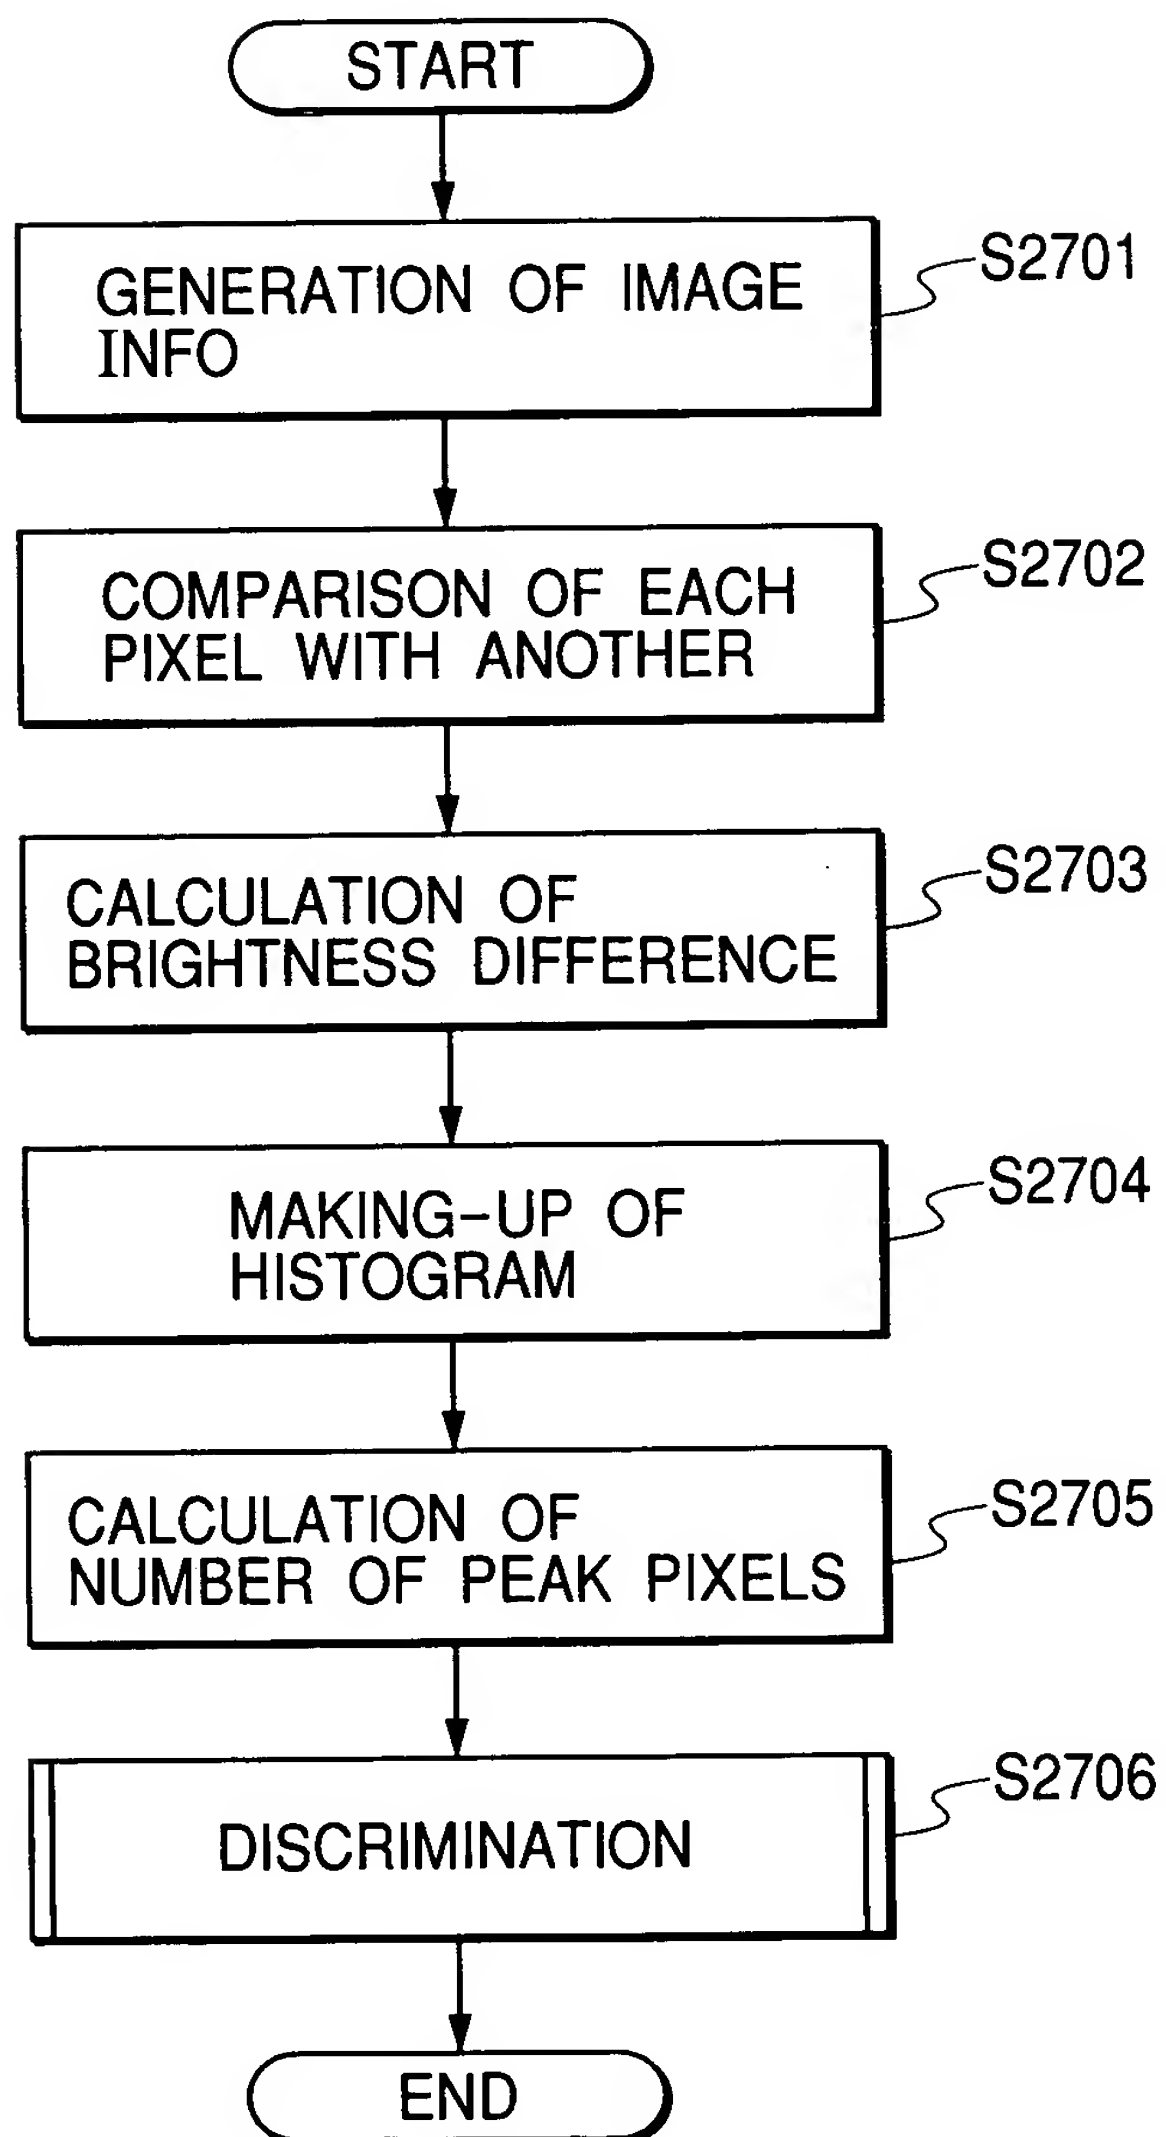 START
GENERATION OF IMAGE
INFO
S2701
COMPARISON OF EACH
PIXEL WITH ANOTHER
S2702
CALCULATION OF
BRIGHTNESS DIFFERENCE
S2703
MAKING-UP OF
HISTOGRAM
S2704
CALCULATION OF
NUMBER OF PEAK PIXELS
S2705
DISCRIMINATION
S2706
END